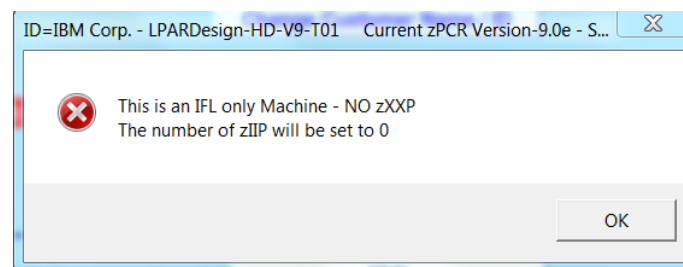 ID=IBM Corp. - LPARDesign-HD-V9-T01 Current zPCR Version-9.0e - S...
This is an IFL only Machine - NO zXXP
The number of zIIP will be set to 0
OK